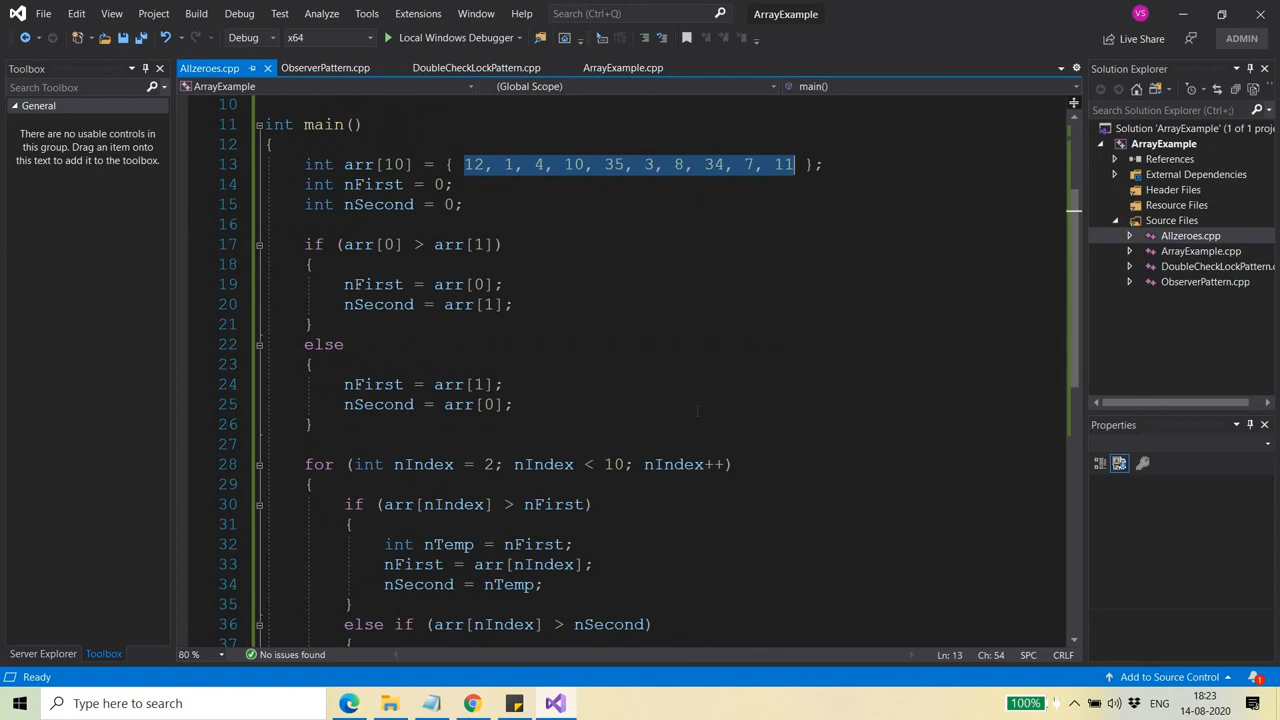 File Edit View Project Build Debug Test Analyze Tools Extensions Window Help Search (Ctrl+Q) ArrayExample VS
Debug x64 Local Windows Debugger Live Share ADMIN
Toolbox
Search Toolbox
General
There are no usable controls in
this group. Drag an item onto
this text to add it to the toolbox.
Server Explorer Toolbox
Allzeroes.cpp ObserverPattern.cpp DoubleCheckLockPattern.cpp ArrayExample.cpp
ArrayExample (Global Scope) main()
10
11 int main()
12 {
13 int arr[10] = { 12, 1, 4, 10, 35, 3, 8, 34, 7, 11 };
14 int nFirst = 0;
15 int nSecond = 0;
16
17 if (arr[0] > arr[1])
18 {
19 nFirst = arr[0];
20 nSecond = arr[1];
21 }
22 else
23 {
24 nFirst = arr[1];
25 nSecond = arr[0];
26 }
27
28 for (int nIndex = 2; nIndex < 10; nIndex++)
29 {
30 if (arr[nIndex] > nFirst)
31 {
32 int nTemp = nFirst;
33 nFirst = arr[nIndex];
34 nSecond = nTemp;
35 }
36 else if (arr[nIndex] > nSecond)
37 {
80 % No issues found Ln: 13 Ch: 54 SPC CRLF
Solution Explorer
Search Solution Explorer (Ctrl+;)
Solution 'ArrayExample' (1 of 1 proje
ArrayExample
References
External Dependencies
Header Files
Resource Files
Source Files
Allzeroes.cpp
ArrayExample.cpp
DoubleCheckLockPattern.cp
ObserverPattern.cpp
Properties
Ready Add to Source Control 1
Type here to search 100% ENG 18:23
14-08-2020